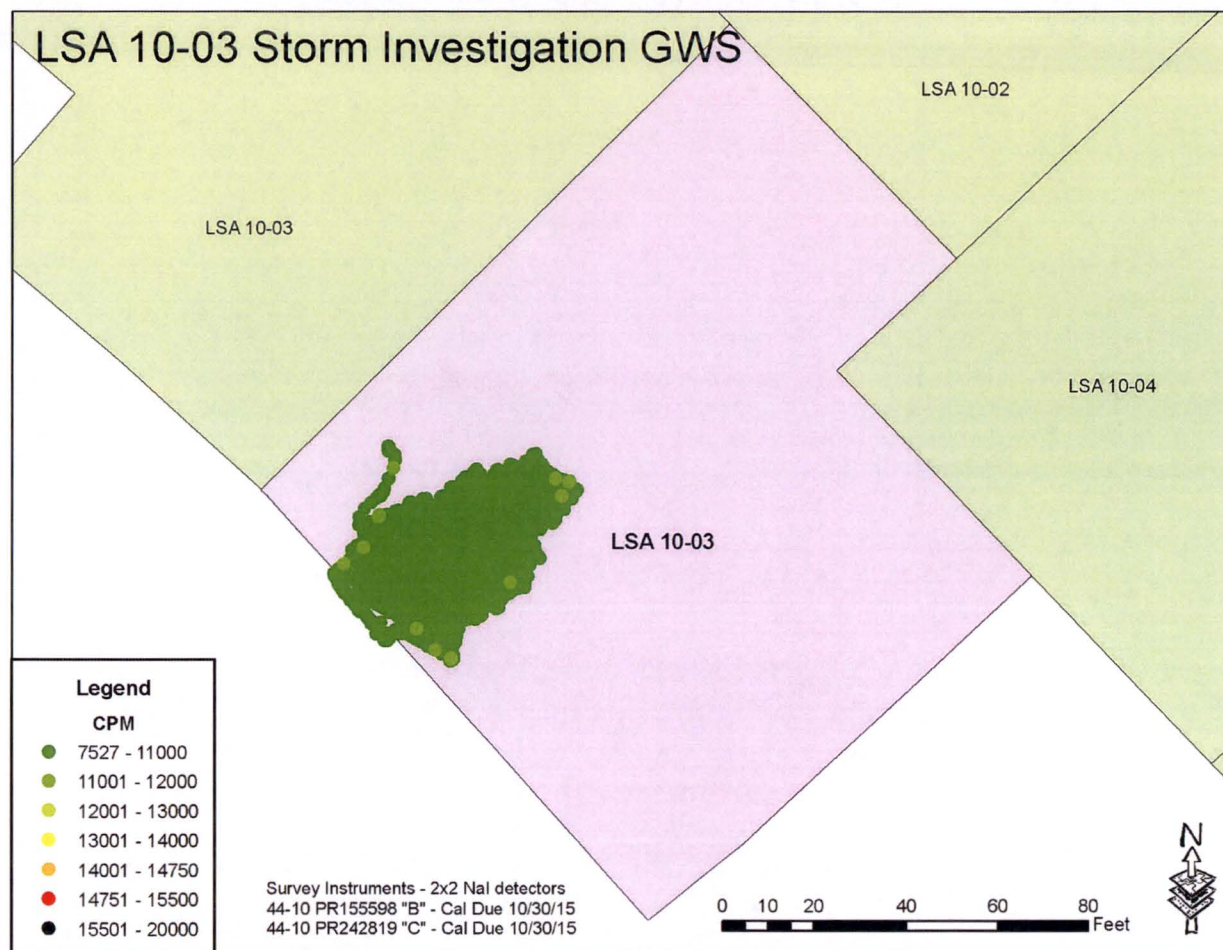 LSA 10-03 Storm Investigation GWS
LSA 10-02
LSA 10-03
LSA 10-04
LSA 10-03
Legend
CPM
7527 - 11000
11001 - 12000
12001 - 13000
13001 - 14000
14001 - 14750
14751 - 15500
15501 - 20000
Survey Instruments - 2x2 NaI detectors
44-10 PR155598 "B" - Cal Due 10/30/15
44-10 PR242819 "C" - Cal Due 10/30/15
0 10 20 40 60 80
Feet
N